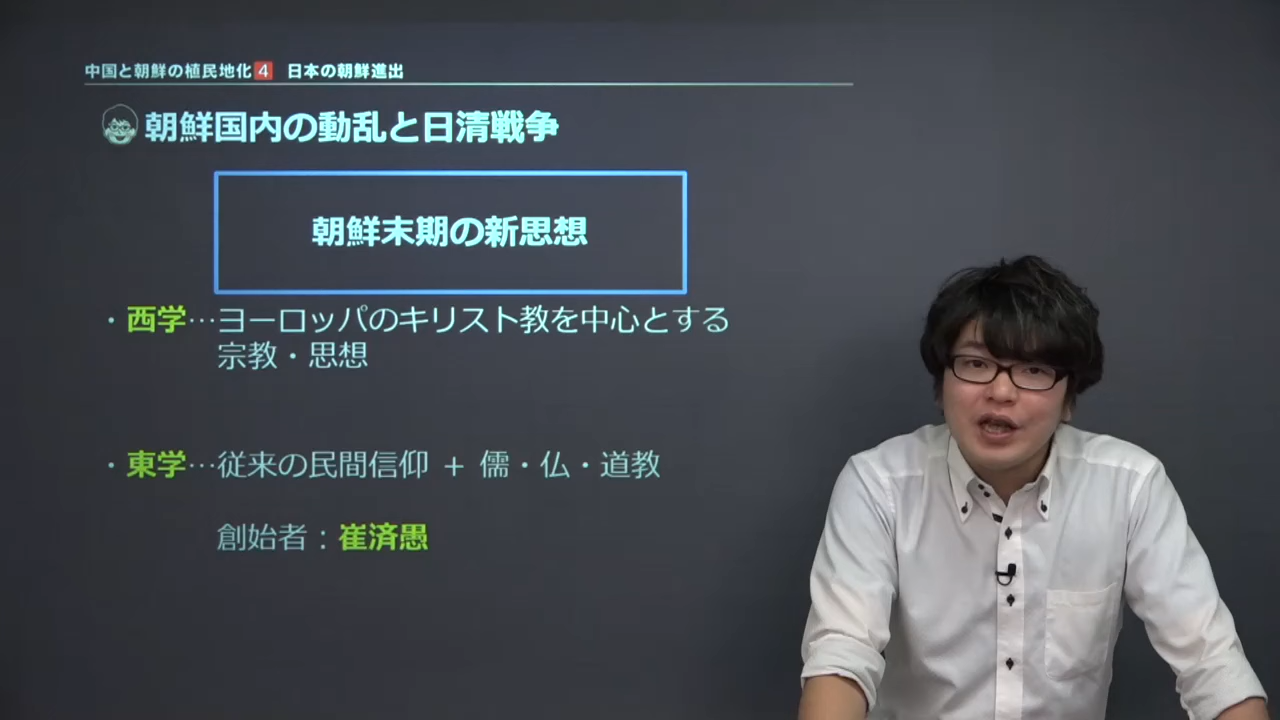 中国と朝鮮の植民地化4 日本の朝鮮進出
朝鮮国内の動乱と日清戦争
朝鮮末期の新思想
・西学…ヨーロッパのキリスト教を中心とする
宗教・思想
・東学…従来の民間信仰 + 儒・仏・道教
創始者：崔済愚